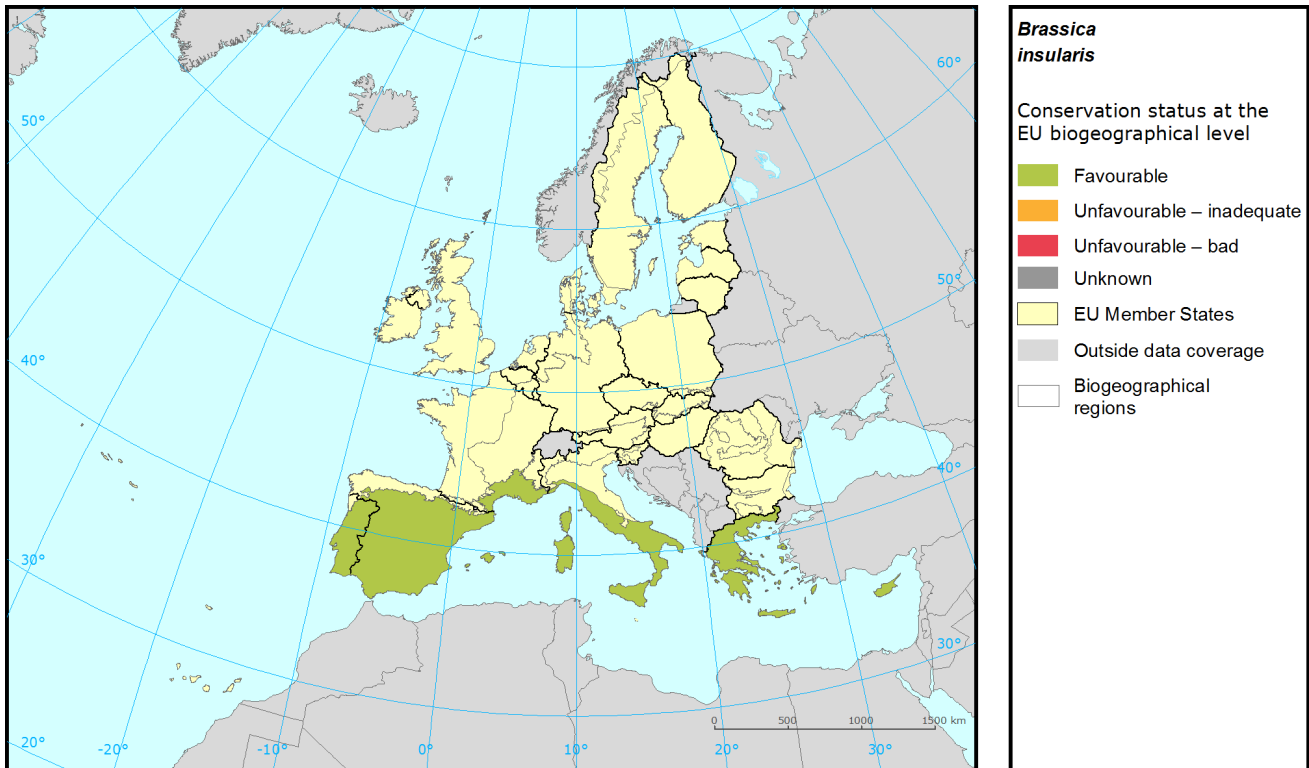 Brassica
insularis
Conservation status at the
EU biogeographical level
Favourable
Unfavourable – inadequate
Unfavourable – bad
Unknown
EU Member States
Outside data coverage
Biogeographical
regions
60°
50°
50°
40°
40°
30°
30°
0 500 1000 1500 km
20° -20° -10° 0° 10° 20° 30°